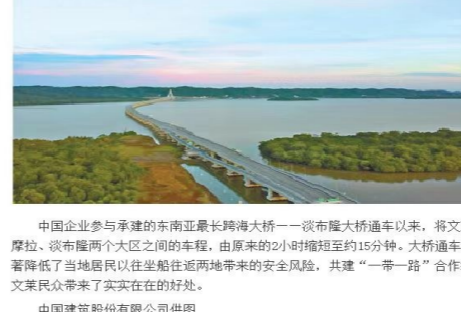 中国企业参与承建的东南亚最长跨海大桥——淡布隆大桥通车以来，将文
摩拉、淡布隆两个大区之间的车程，由原来的2小时缩短至约15分钟。大桥通车
著降低了当地居民以往坐船往返两地带来的安全风险，共建“一带一路”合作
文莱民众带来了实实在在的好处。
中国建筑股份有限公司供图